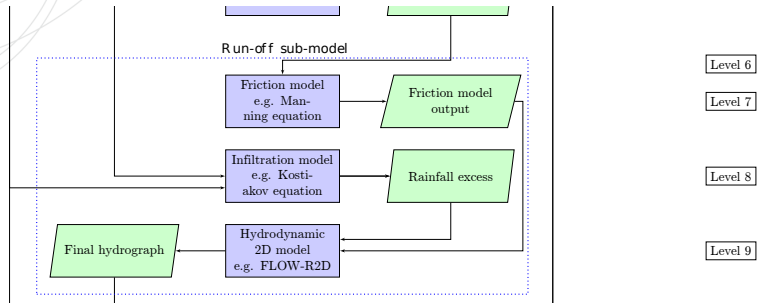 Run-off sub-model
Level 6
Friction model
e.g. Man-
ning equation
Friction model
output
Level 7
Infiltration model
e.g. Kosti-
akov equation
Rainfall excess
Level 8
Final hydrograph
Hydrodynamic
2D model
e.g. FLOW-R2D
Level 9